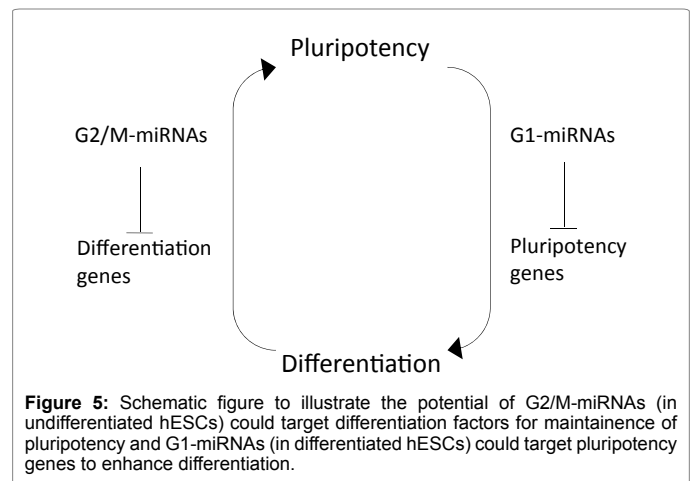 Pluripotency
G2/M-miRNAs
G1-miRNAs
Differentiation
genes
Pluripotency
genes
Differentiation
Figure 5: Schematic figure to illustrate the potential of G2/M-miRNAs (in
undifferentiated hESCs) could target differentiation factors for maintainence of
pluripotency and G1-miRNAs (in differentiated hESCs) could target pluripotency
genes to enhance differentiation.